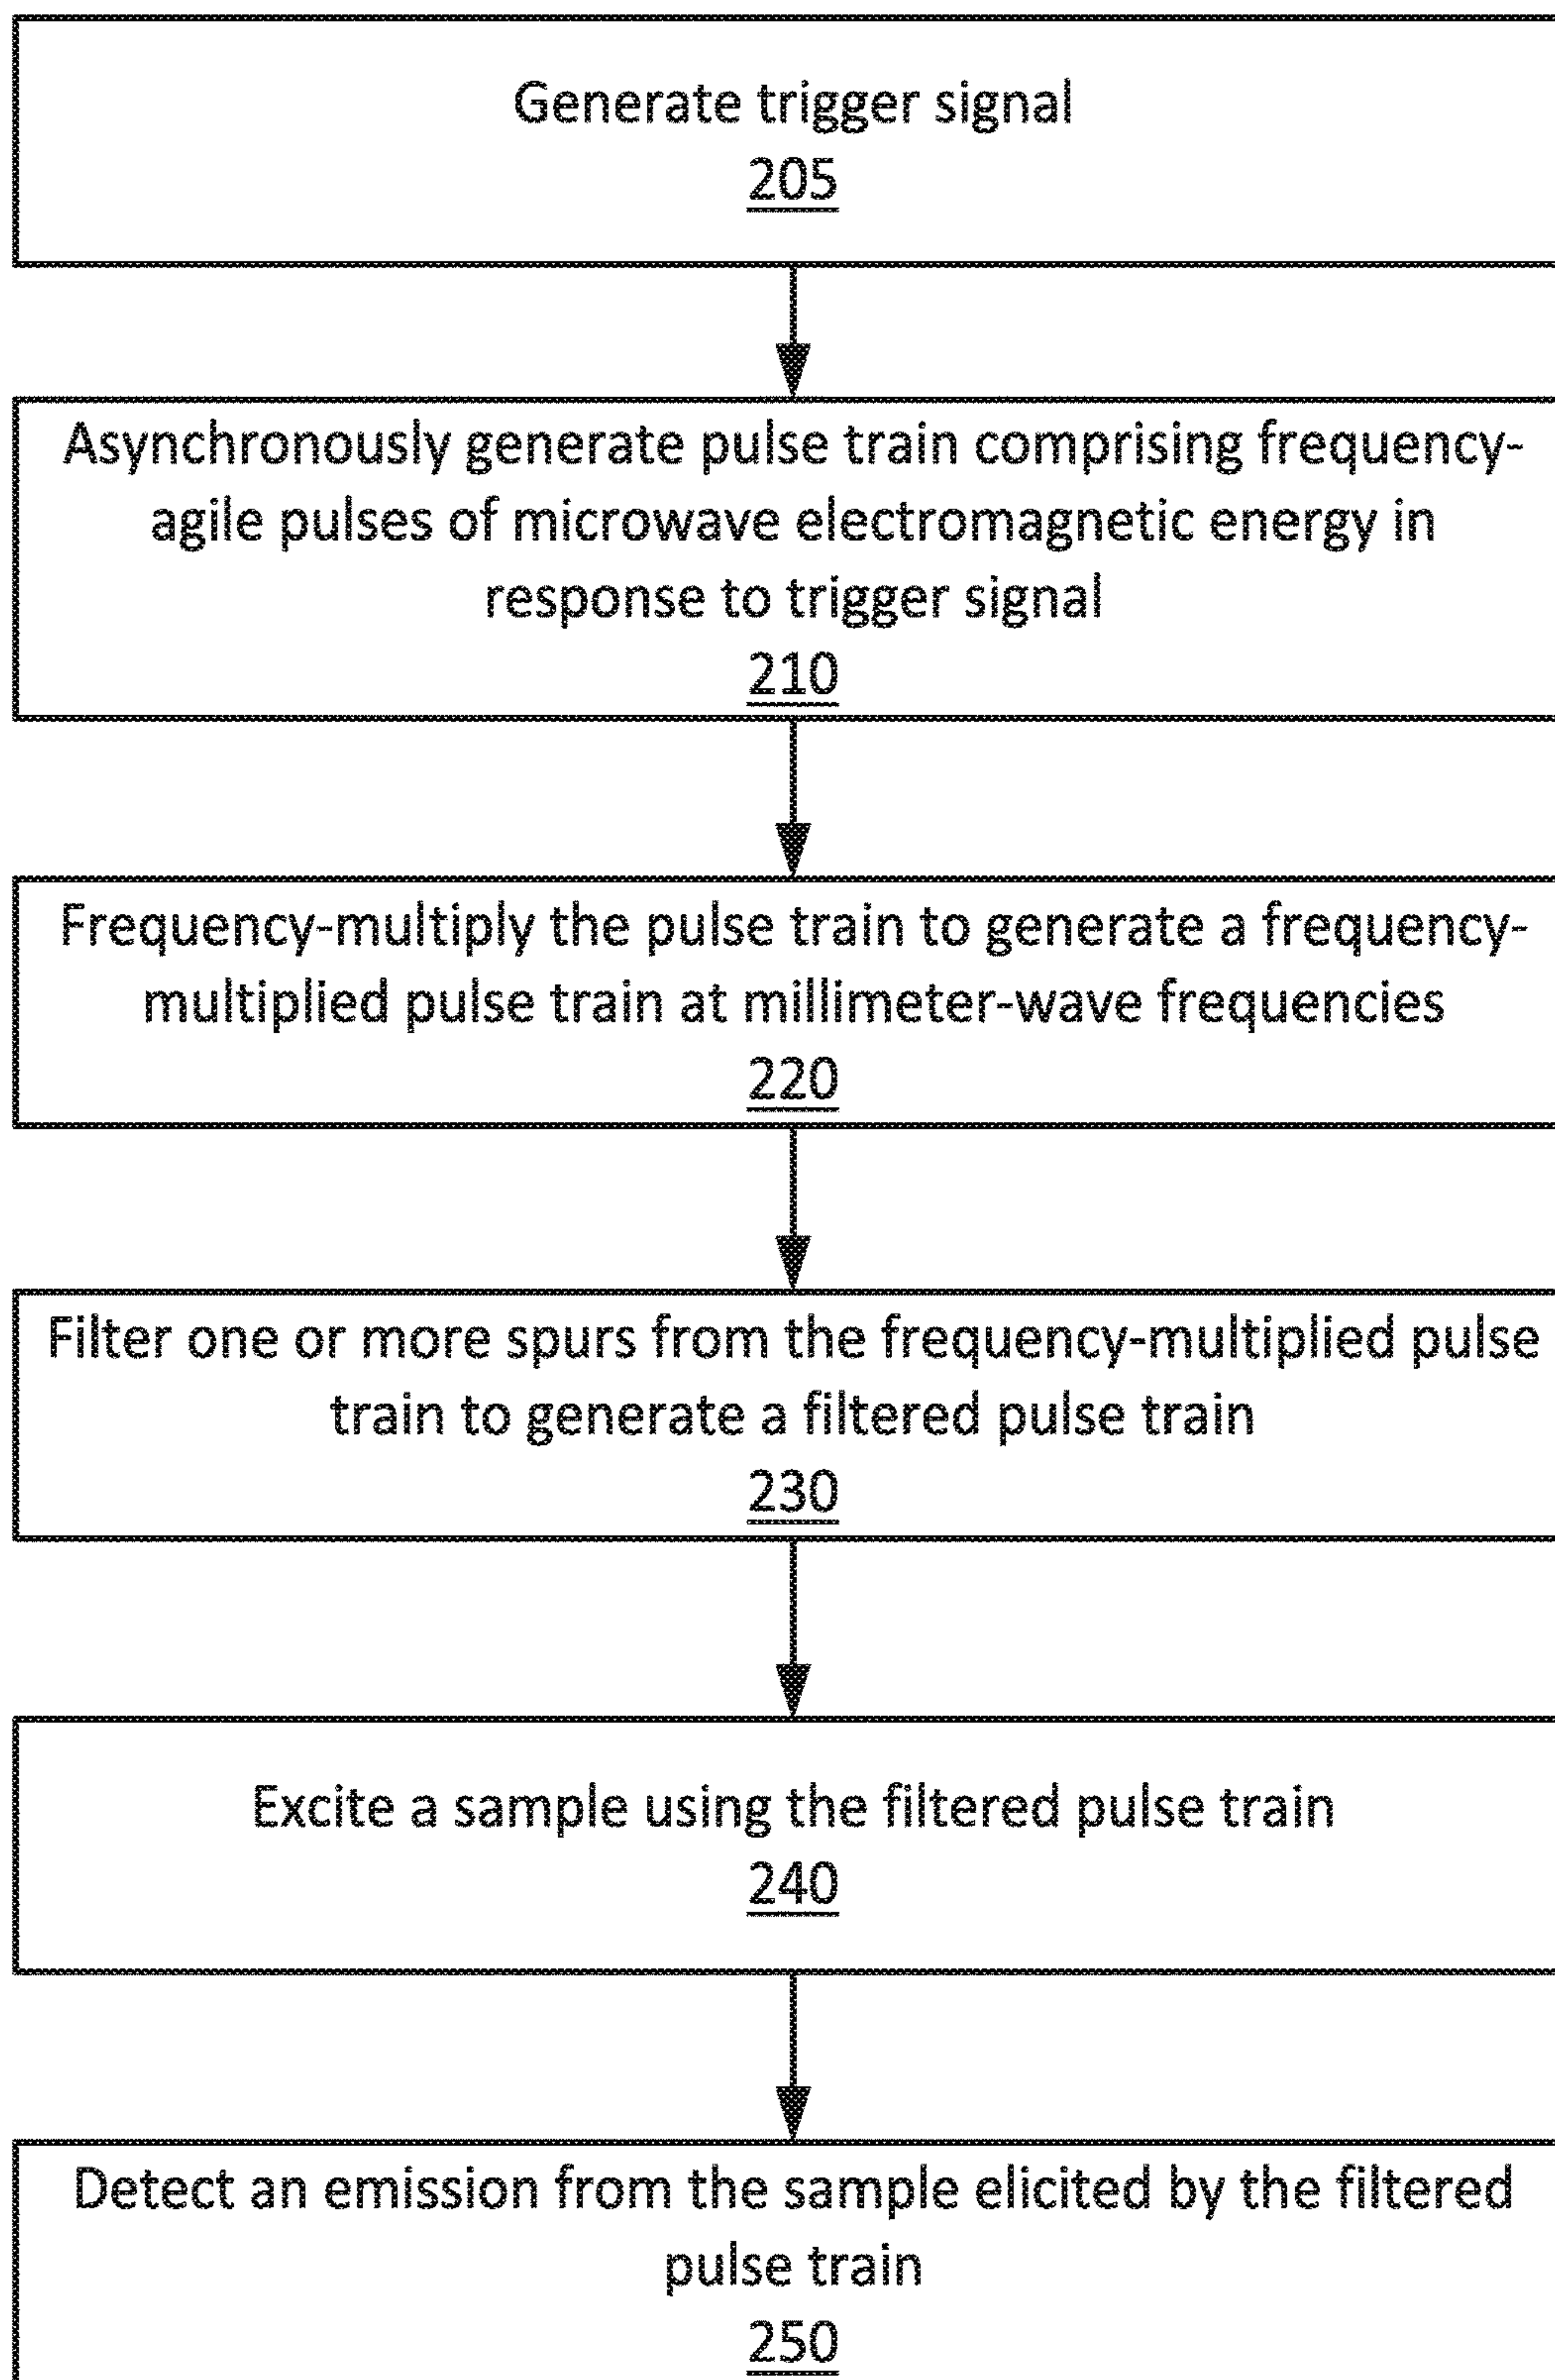 Generate trigger signal
205
Asynchronously generate pulse train comprising frequency-
agile pulses of microwave electromagnetic energy in
response to trigger signal
210
Frequency-multiply the pulse train to generate a frequency-
multiplied pulse train at millimeter-wave frequencies
220
Filter one or more spurs from the frequency-multiplied pulse
train to generate a filtered pulse train
230
Excite a sample using the filtered pulse train
240
Detect an emission from the sample elicited by the filtered
pulse train
250